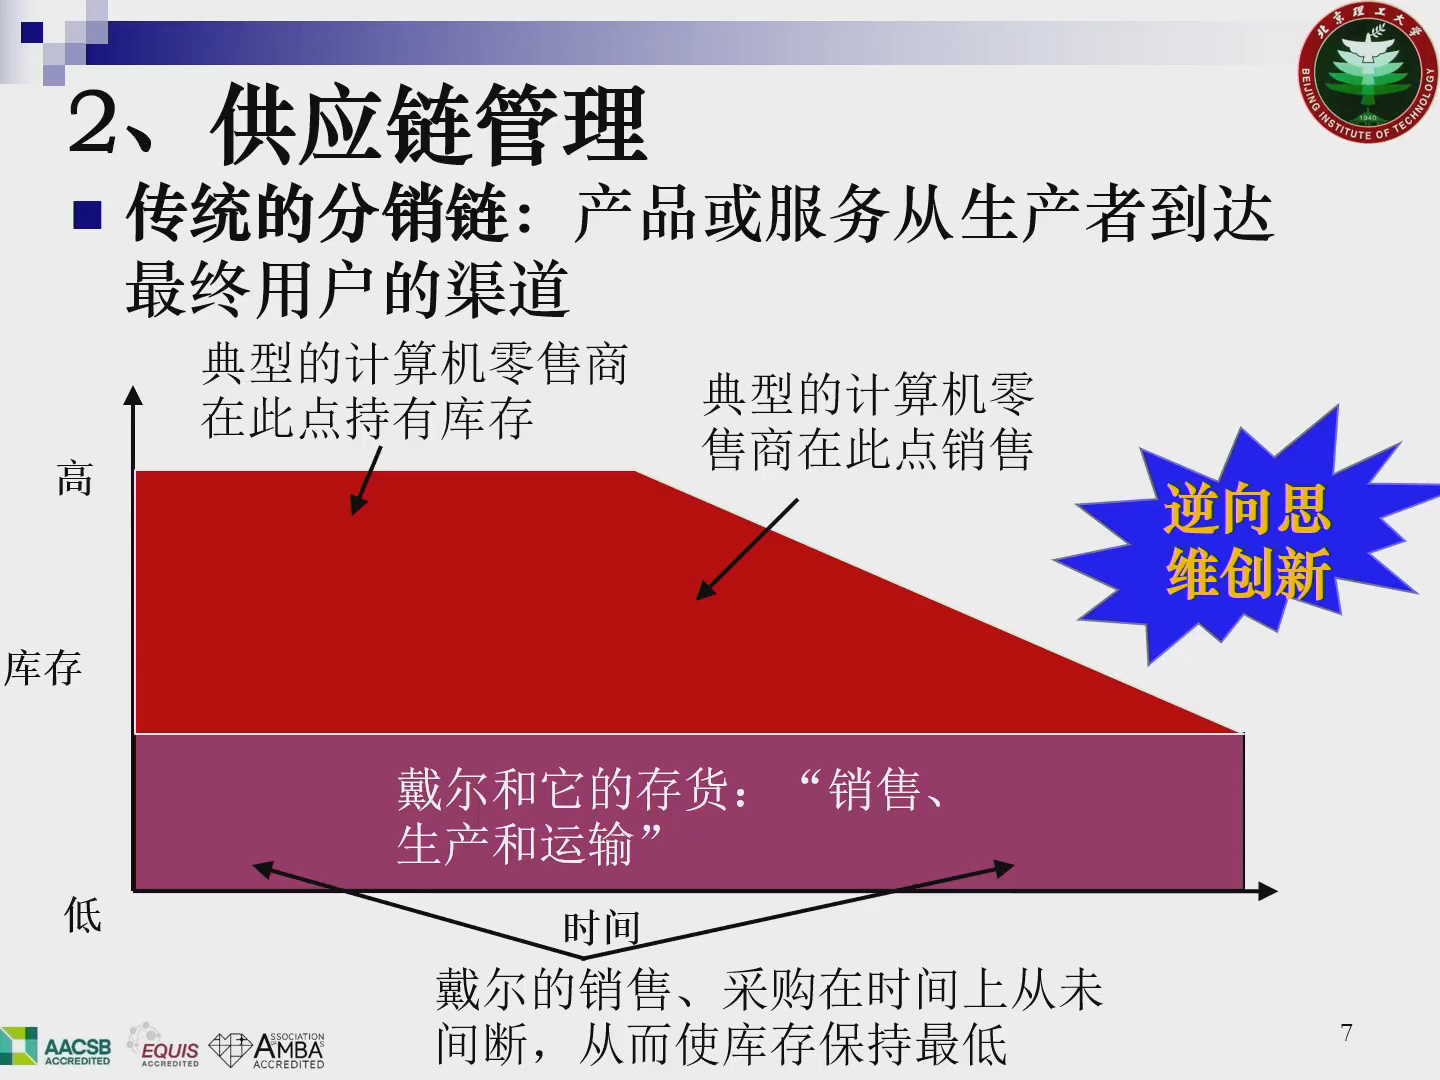 北京理工大学
BEIJING INSTITUTE OF TECHNOLOGY
1940
2、供应链管理
传统的分销链：产品或服务从生产者到达
最终用户的渠道
典型的计算机零售商
在此点持有库存
典型的计算机零
售商在此点销售
高
逆向思
维创新
库存
戴尔和它的存货：“销售、
生产和运输”
低
时间
戴尔的销售、采购在时间上从未
间断，从而使库存保持最低
AACSB
ACCREDITED
EQUIS
ACCREDITED
ASSOCIATION
AMBAs
ACCREDITED
7